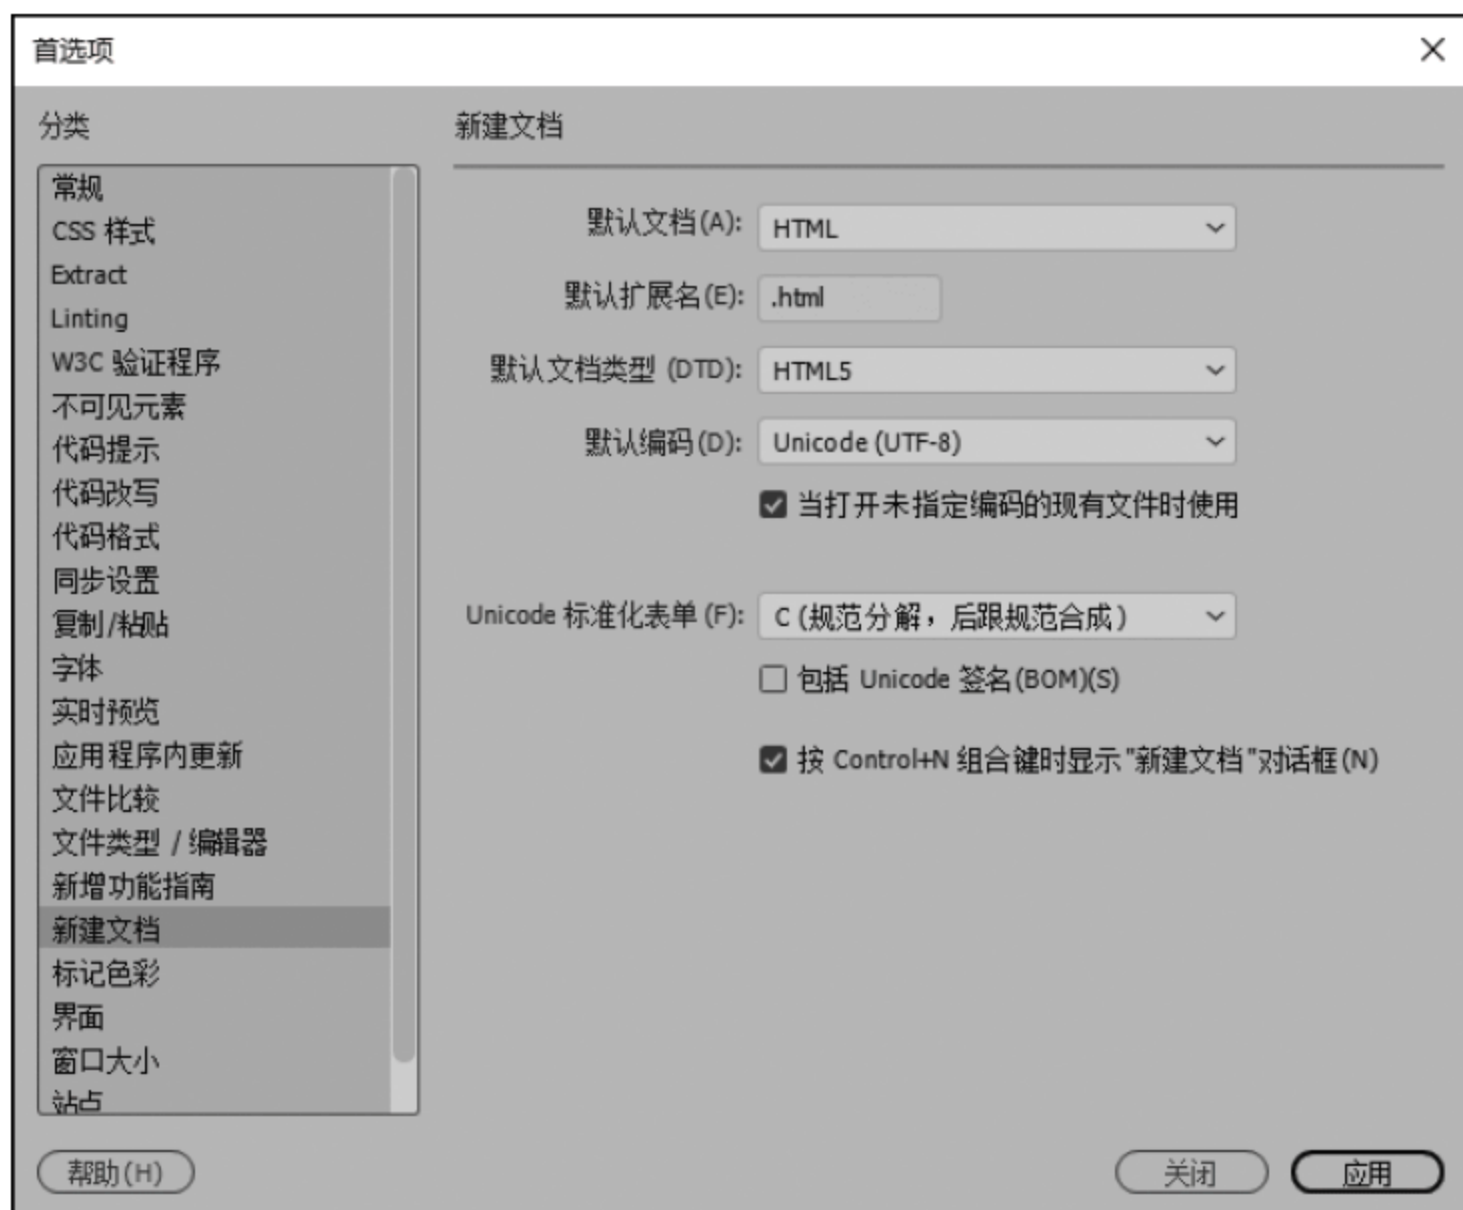 首选项
分类
常规
CSS 样式
Extract
Linting
W3C 验证程序
不可见元素
代码提示
代码改写
代码格式
同步设置
复制/粘贴
字体
实时预览
应用程序内更新
文件比较
文件类型 / 编辑器
新增功能指南
新建文档
标记色彩
界面
窗口大小
站点
新建文档
默认文档(A): HTML
默认扩展名(E): .html
默认文档类型 (DTD): HTML5
默认编码(D): Unicode (UTF-8)
当打开未指定编码的现有文件时使用
Unicode 标准化表单(F): C (规范分解，后跟规范合成)
包括 Unicode 签名(BOM)(S)
按 Control+N 组合键时显示"新建文档"对话框(N)
帮助(H)
关闭
应用